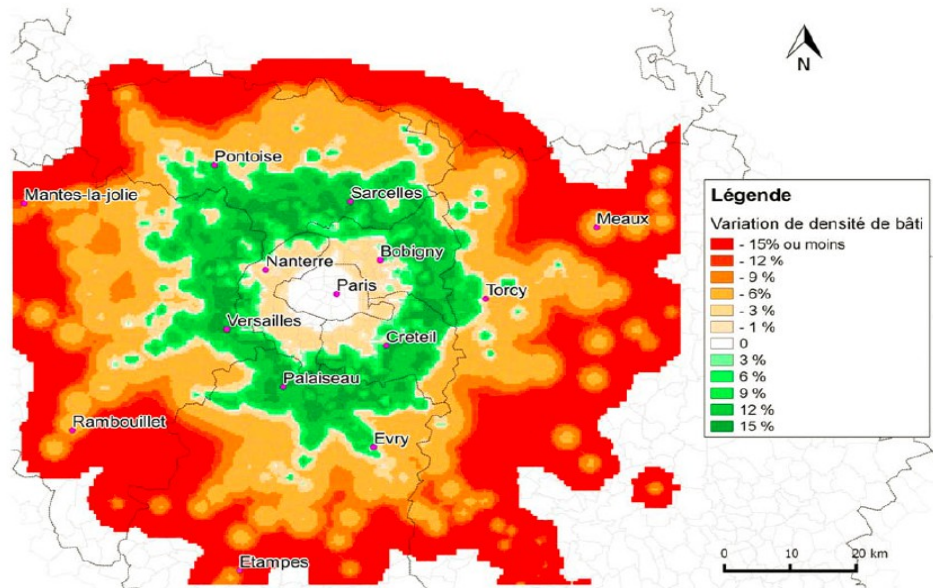 N
Pontoise
Mantes-la-jolie
Sarcelles
Meaux
Bobigny
Nanterre
Paris
Torcy
Versailles
Creteil
Palaiseau
Rambouillet
Evry
Etampes
Légende
Variation de densité de bâti
- 15% ou moins
- 12 %
- 9 %
- 6%
- 3 %
- 1 %
0
3 %
6 %
9 %
12 %
15 %
0 10 20 km